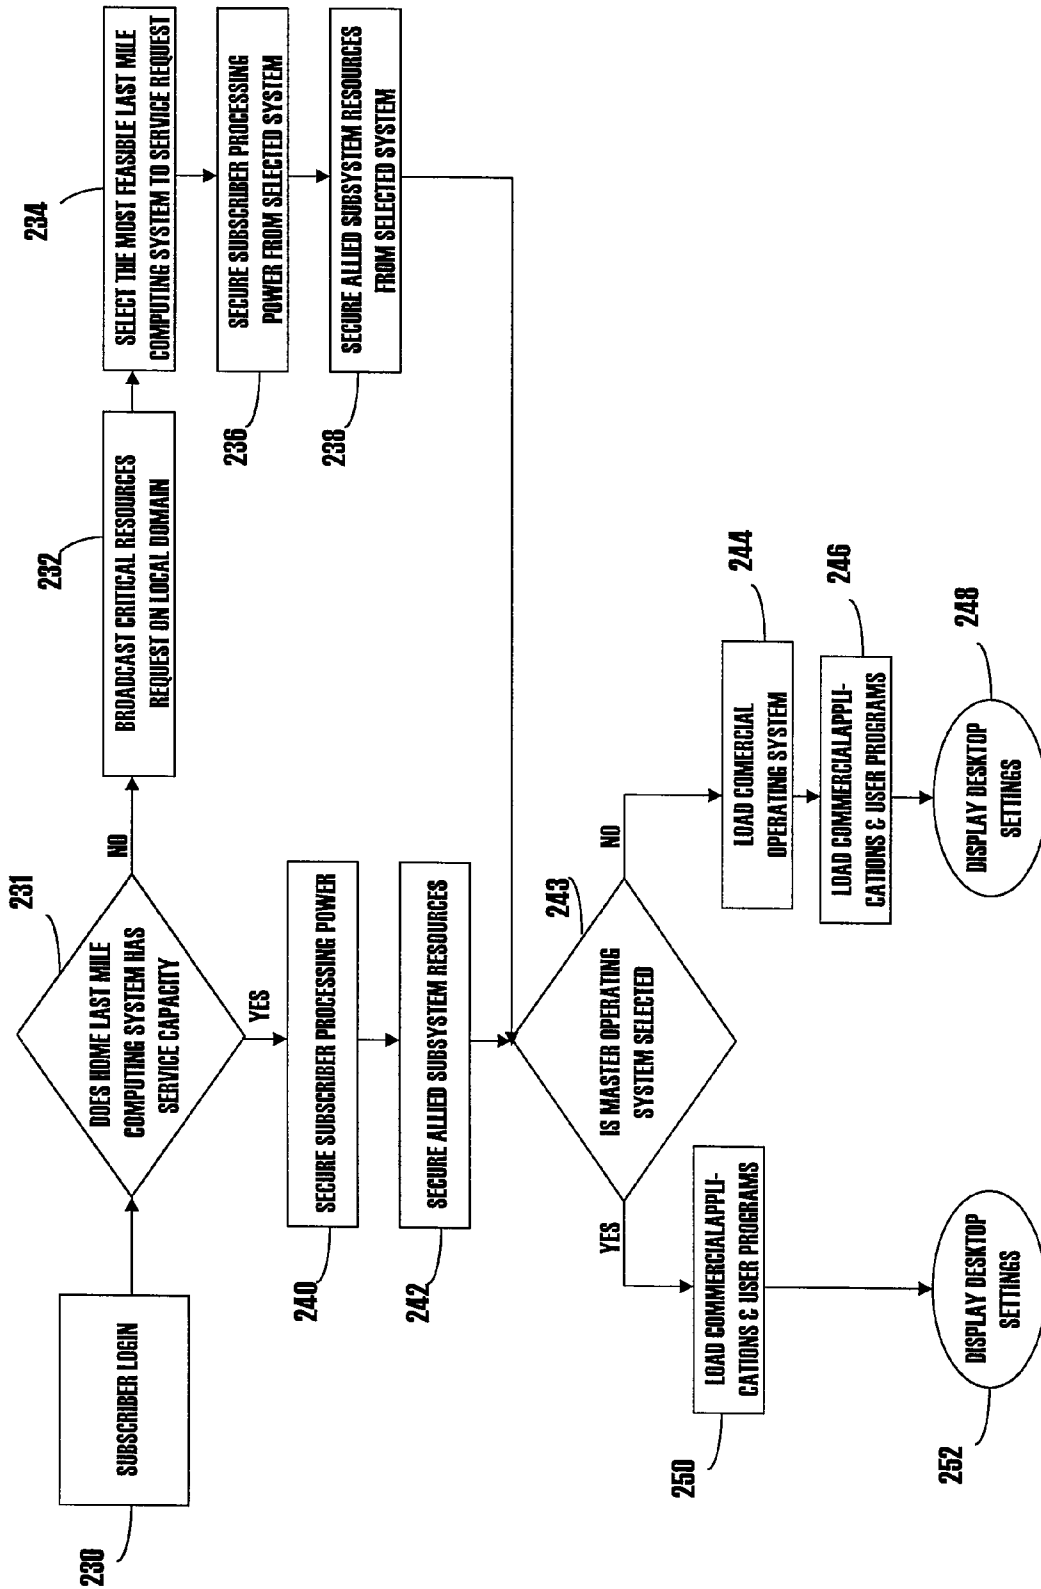 230
SUBSCRIBER LOGIN
231
DOES HOME LAST MILE
COMPUTING SYSTEM HAS
SERVICE CAPACITY
NO
YES
232
BROADCAST CRITICAL RESOURCES
REQUEST ON LOCAL DOMAIN
234
SELECT THE MOST FEASIBLE LAST MILE
COMPUTING SYSTEM TO SERVICE REQUEST
236
SECURE SUBSCRIBER PROCESSING
POWER FROM SELECTED SYSTEM
238
SECURE ALLIED SUBSYSTEM RESOURCES
FROM SELECTED SYSTEM
240
SECURE SUBSCRIBER PROCESSING POWER
242
SECURE ALLIED SUBSYSTEM RESOURCES
243
IS MASTER OPERATING
SYSTEM SELECTED
YES
NO
244
LOAD COMERCIAL
OPERATING SYSTEM
246
LOAD COMMERCIALAPPLI-
CATIONS & USER PROGRAMS
248
DISPLAY DESKTOP
SETTINGS
250
LOAD COMMERCIALAPPLI-
CATIONS & USER PROGRAMS
252
DISPLAY DESKTOP
SETTINGS